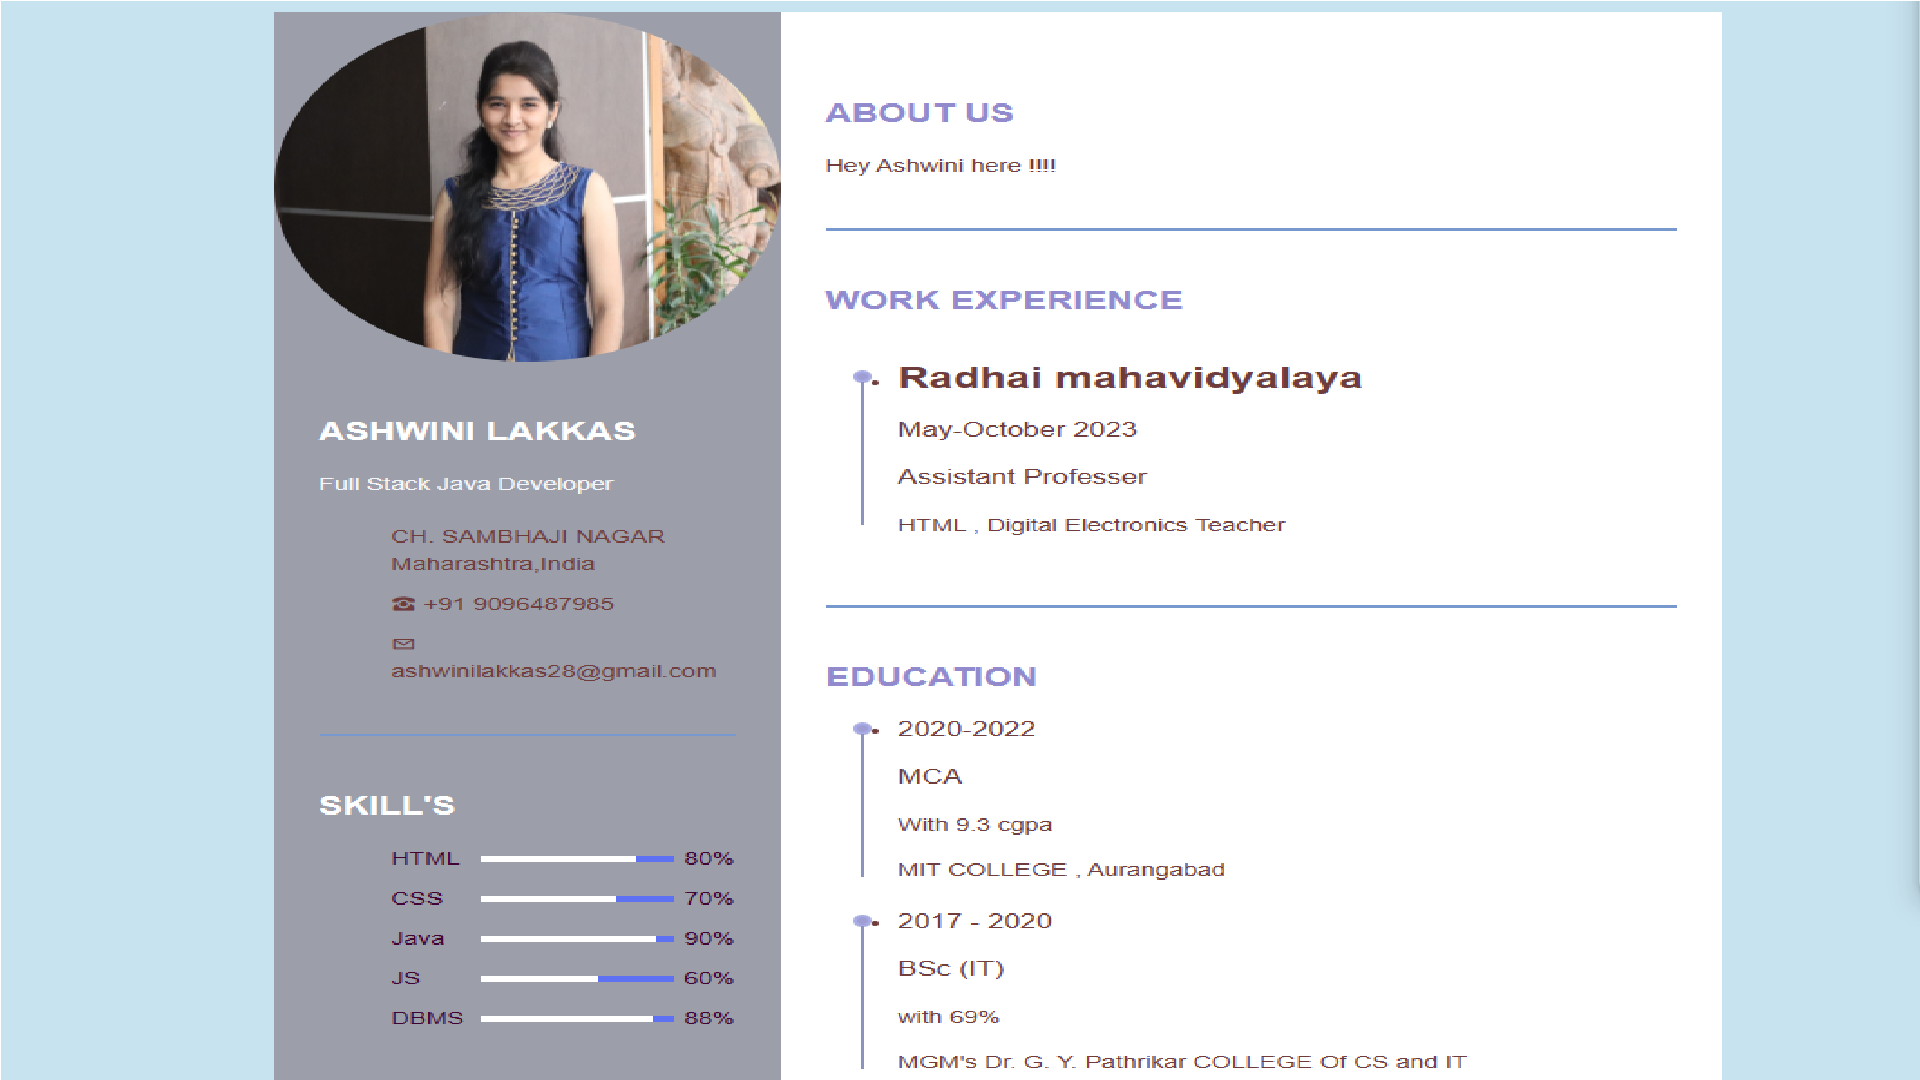 ASHWINI LAKKAS
Full Stack Java Developer
CH. SAMBHAJI NAGAR
Maharashtra,India
☎ +91 9096487985
🖂
ashwinilakkas28@gmail.com
SKILL'S
HTML 80%
CSS 70%
Java 90%
JS 60%
DBMS 88%
ABOUT US
Hey Ashwini here !!!!
WORK EXPERIENCE
Radhai mahavidyalaya
May-October 2023
Assistant Professer
HTML , Digital Electronics Teacher
EDUCATION
2020-2022
MCA
With 9.3 cgpa
MIT COLLEGE , Aurangabad
2017 - 2020
BSc (IT)
with 69%
MGM's Dr. G. Y. Pathrikar COLLEGE Of CS and IT